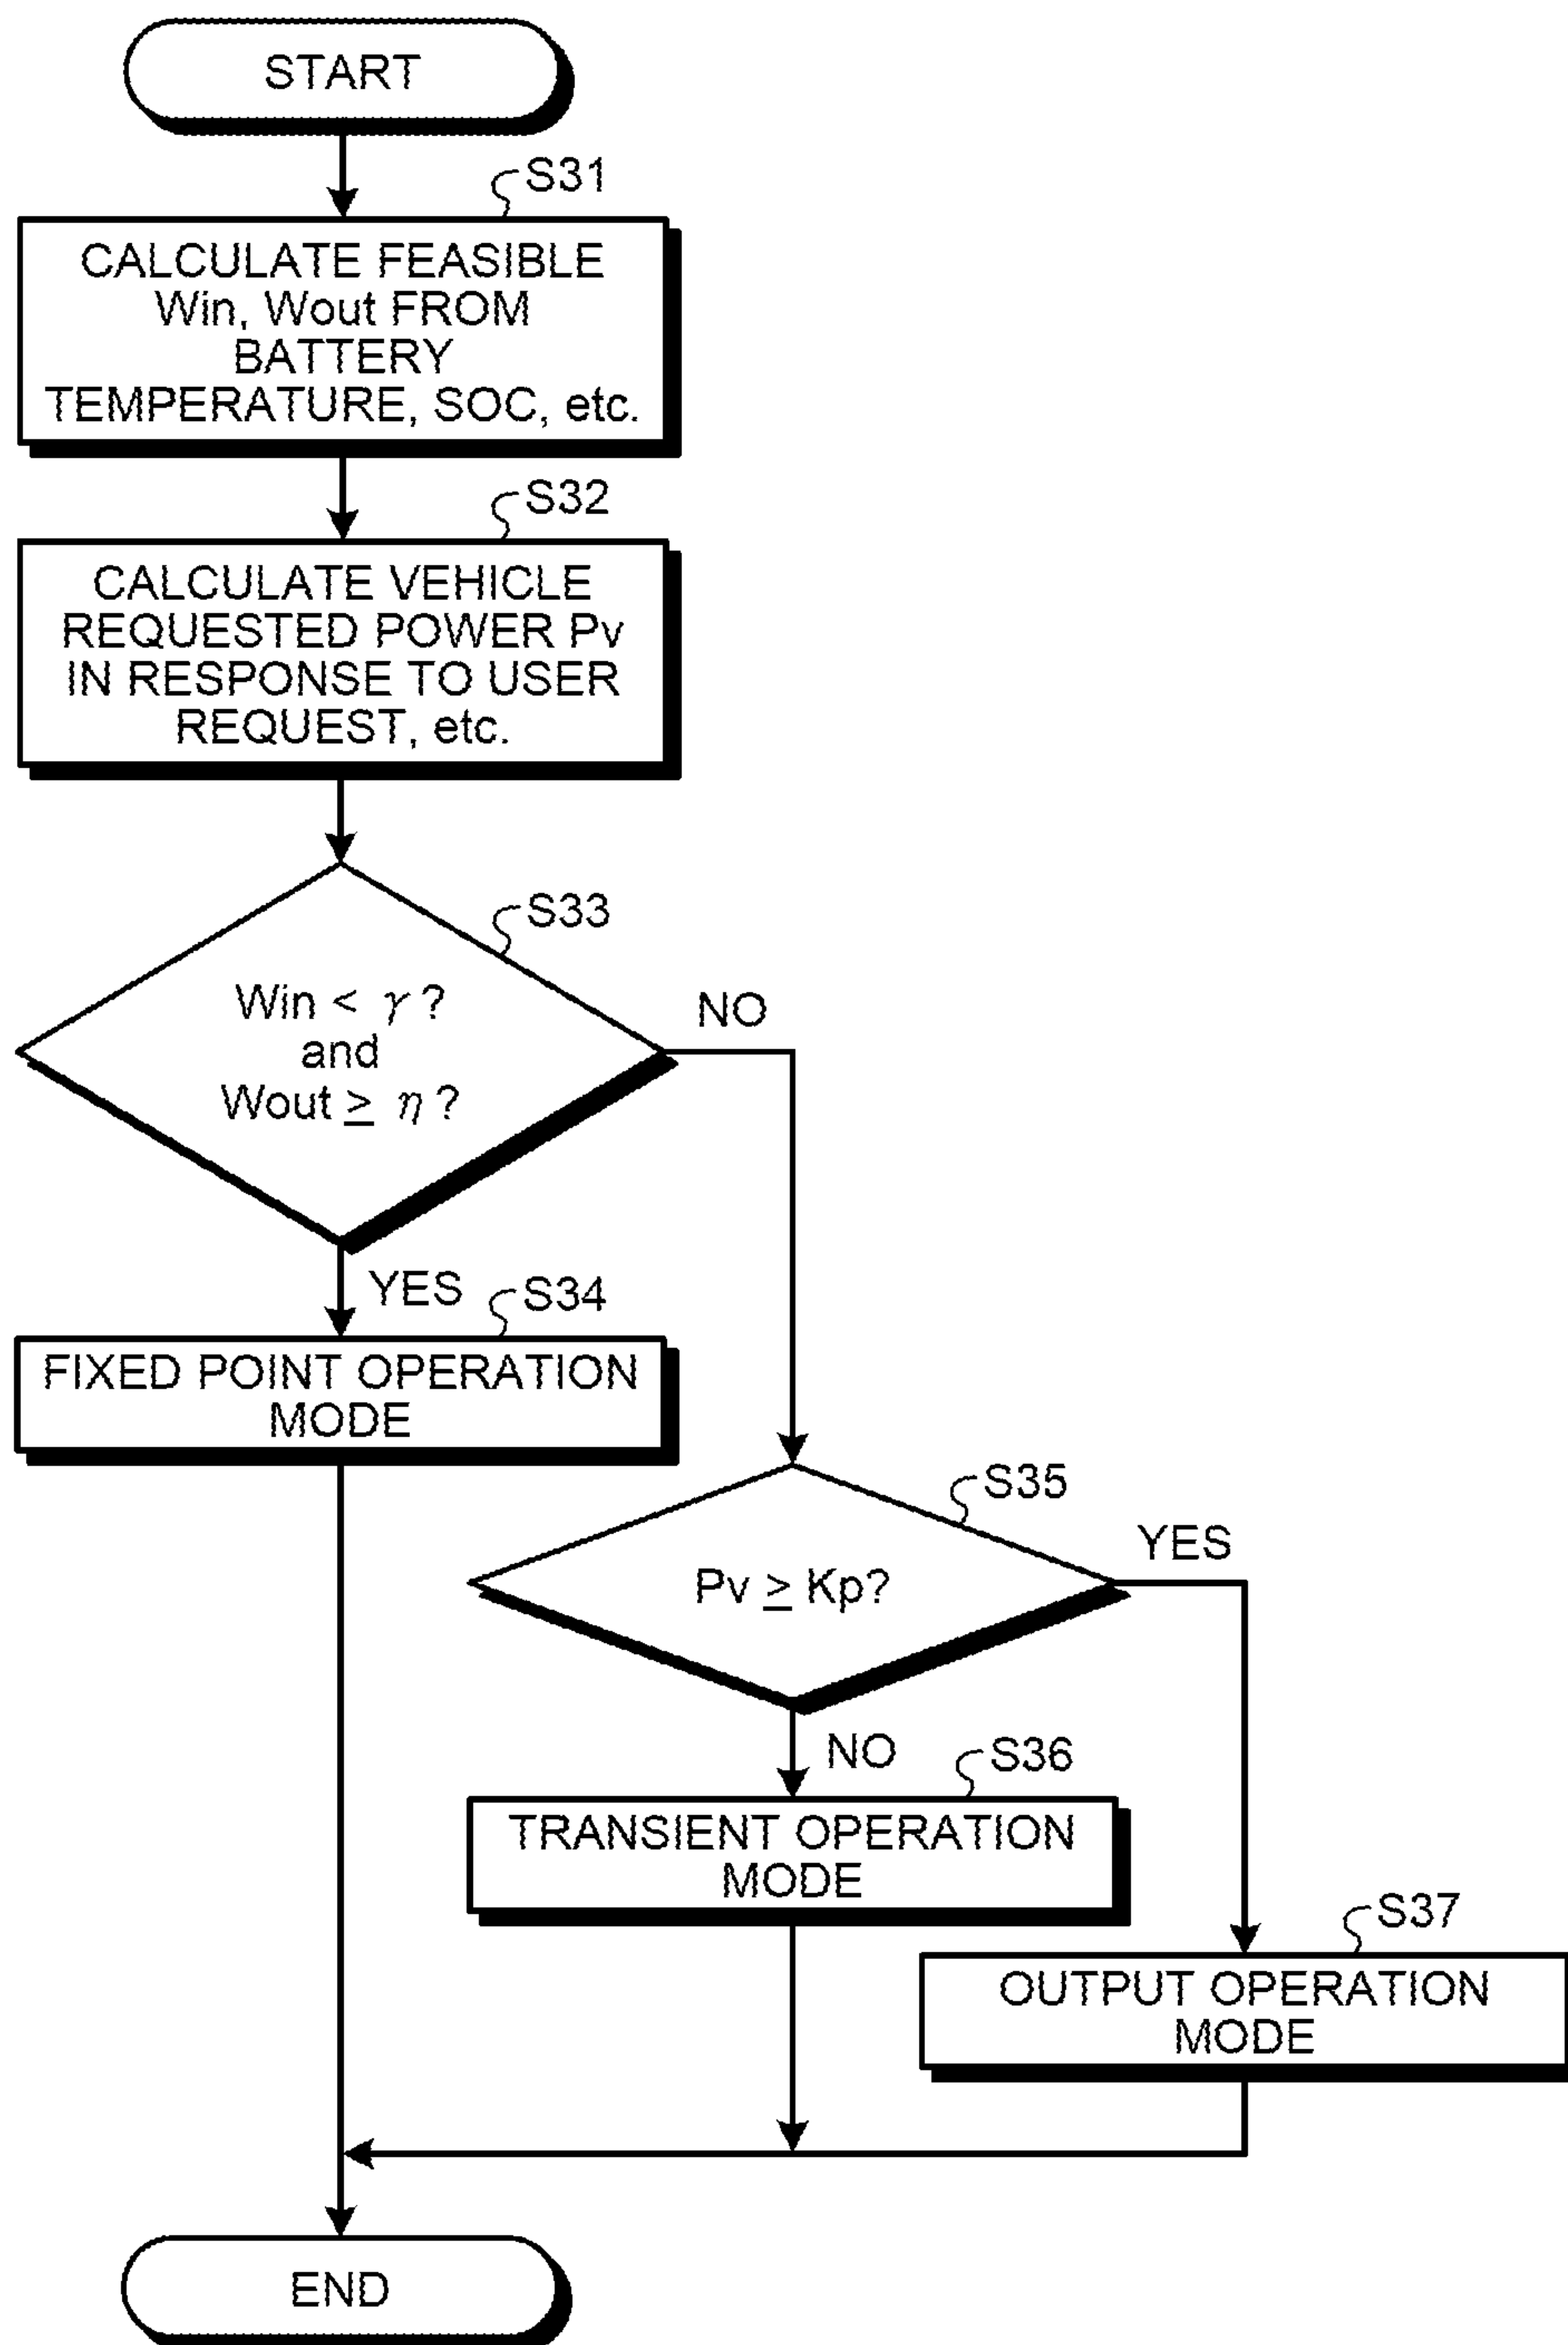 START
S31
CALCULATE FEASIBLE
Win, Wout FROM
BATTERY
TEMPERATURE, SOC, etc.
S32
CALCULATE VEHICLE
REQUESTED POWER Pv
IN RESPONSE TO USER
REQUEST, etc.
S33
Win < γ ?
and
Wout ≥ η ?
NO
YES
S34
FIXED POINT OPERATION
MODE
S35
Pv ≥ Kp?
YES
NO
S36
TRANSIENT OPERATION
MODE
S37
OUTPUT OPERATION
MODE
END